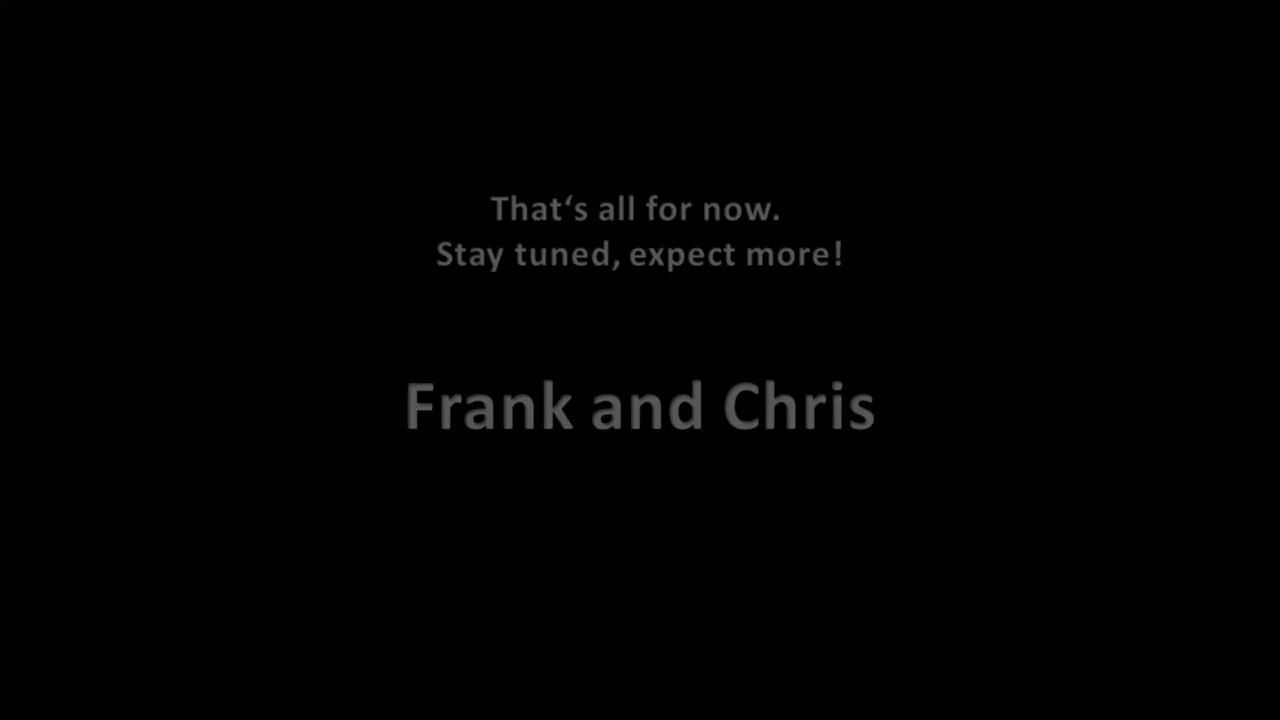 That‘s all for now.
Stay tuned, expect more!
Frank and Chris